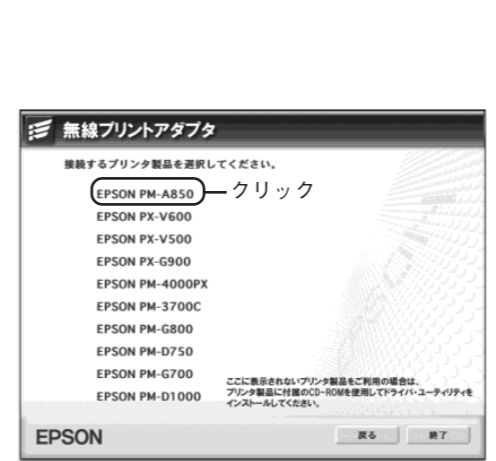 無線プリントアダプタ
接続するプリンタ製品を選択してください。
EPSON PM-A850 クリック
EPSON PX-V600
EPSON PX-V500
EPSON PX-G900
EPSON PM-4000PX
EPSON PM-3700C
EPSON PM-G800
EPSON PM-D750
EPSON PM-G700
EPSON PM-D1000
ここに表示されないプリンタ製品をご利用の場合は、
プリンタ製品に付属のCD-ROMを使用してドライバ・ユーティリティを
インストールしてください。
EPSON 戻る 終了